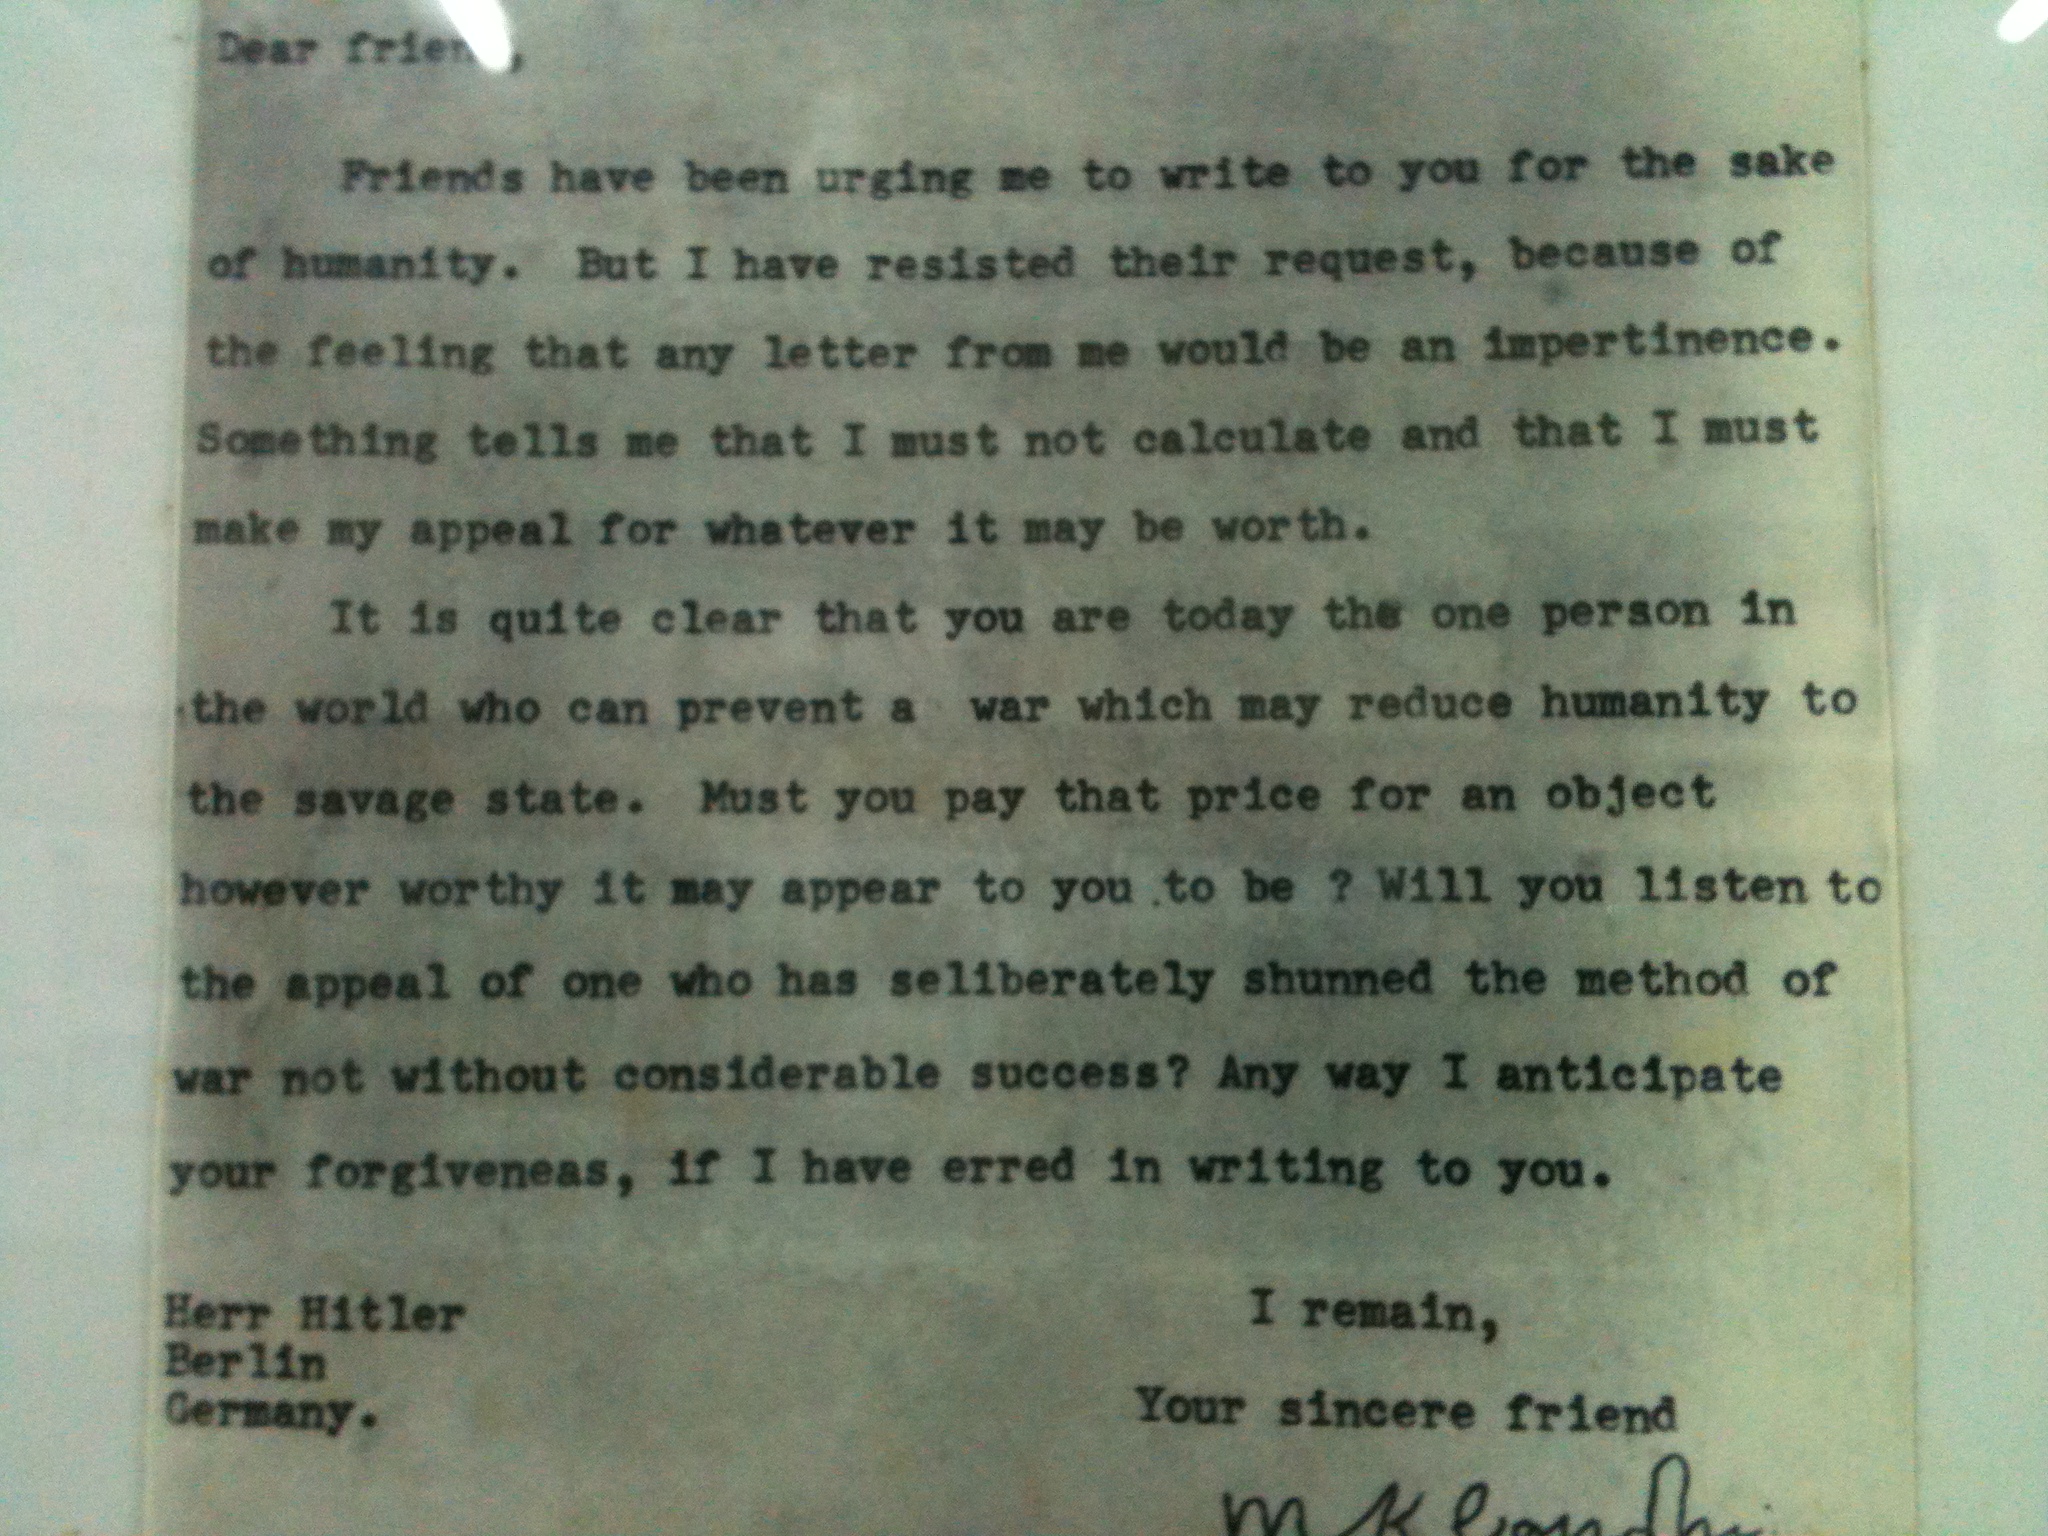 Dear friend,
Friends have been urging me to write to you for the sake
of humanity. But I have resisted their request, because of
the feeling that any letter from me would be an impertinence.
Something tells me that I must not calculate and that I must
make my appeal for whatever it may be worth.
It is quite clear that you are today the one person in
the world who can prevent a war which may reduce humanity to
the savage state. Must you pay that price for an object
however worthy it may appear to you to be ? Will you listen to
the appeal of one who has seliberately shunned the method of
war not without considerable success? Any way I anticipate
your forgiveneas, if I have erred in writing to you.
Herr Hitler
Berlin
Germany.
I remain,
Your sincere friend
MKGandhi